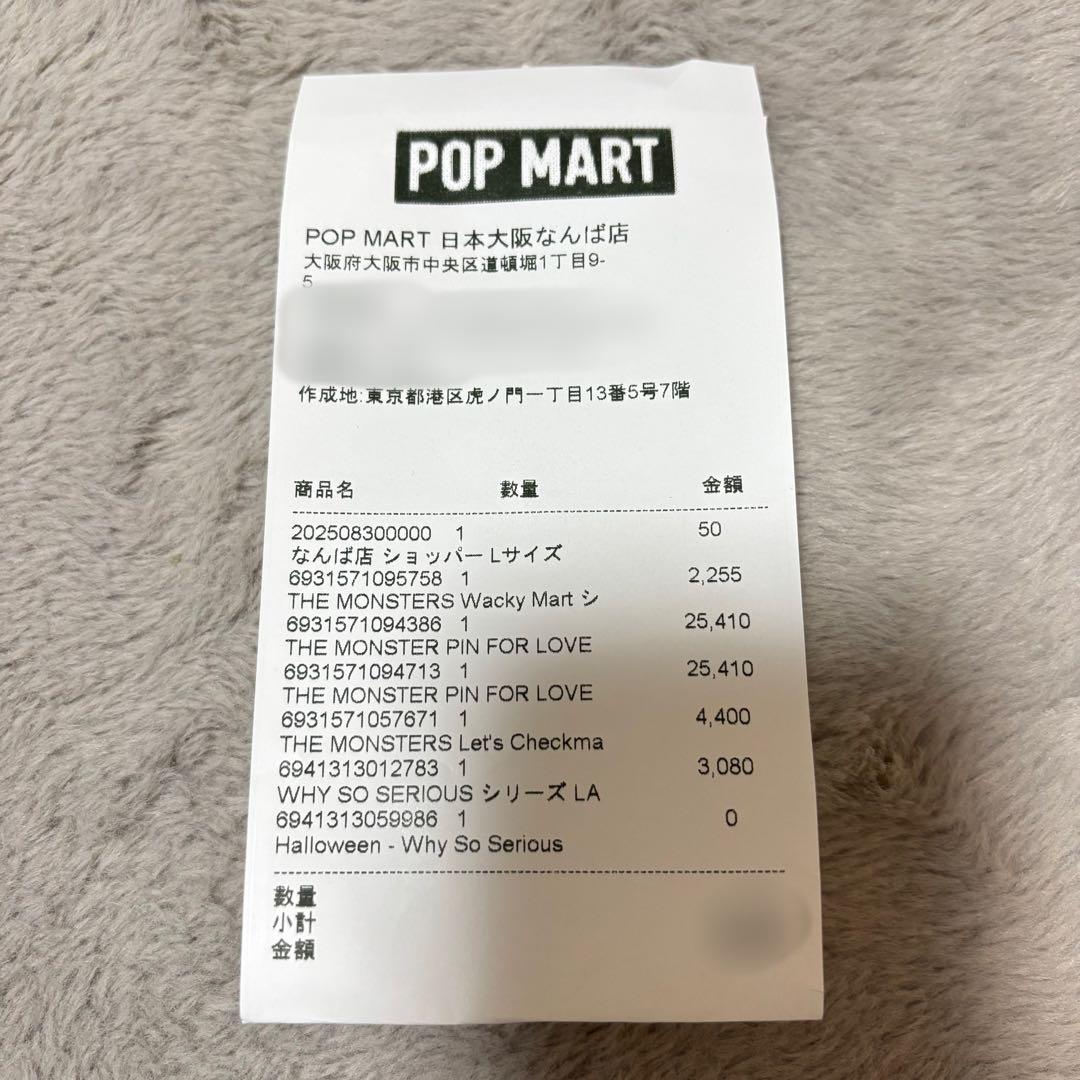 POP MART
POP MART 日本大阪なんば店
大阪府大阪市中央区道頓堀1丁目9-
5
作成地:東京都港区虎ノ門一丁目13番5号7階
商品名 数量 金額
202508300000 1 50
なんば店 ショッパー Lサイズ
6931571095758 1 2,255
THE MONSTERS Wacky Mart シ
6931571094386 1 25,410
THE MONSTER PIN FOR LOVE
6931571094713 1 25,410
THE MONSTER PIN FOR LOVE
6931571057671 1 4,400
THE MONSTERS Let's Checkma
6941313012783 1 3,080
WHY SO SERIOUS シリーズ LA
6941313059986 1 0
Halloween - Why So Serious
数量
小計
金額